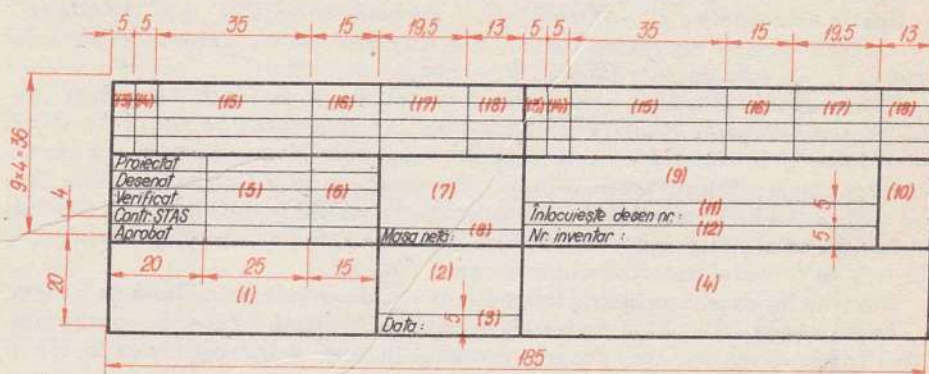 5 5 35 15 19,5 13 5 5 35 15 19,5 13
(13) (14) (15) (16) (17) (18) (13) (14) (15) (16) (17) (18)
9x4=36
4
20
Proiectat
Desenat
Verificat
Contr. STAS
Aprobat
(5) (6)
(7)
Masa netă: (8)
(9)
(10)
Înlocuiește desen nr.: (11) 5
Nr. inventar : (12) 5
20 25 15
(1)
(2)
Data : 5 (3)
(4)
185